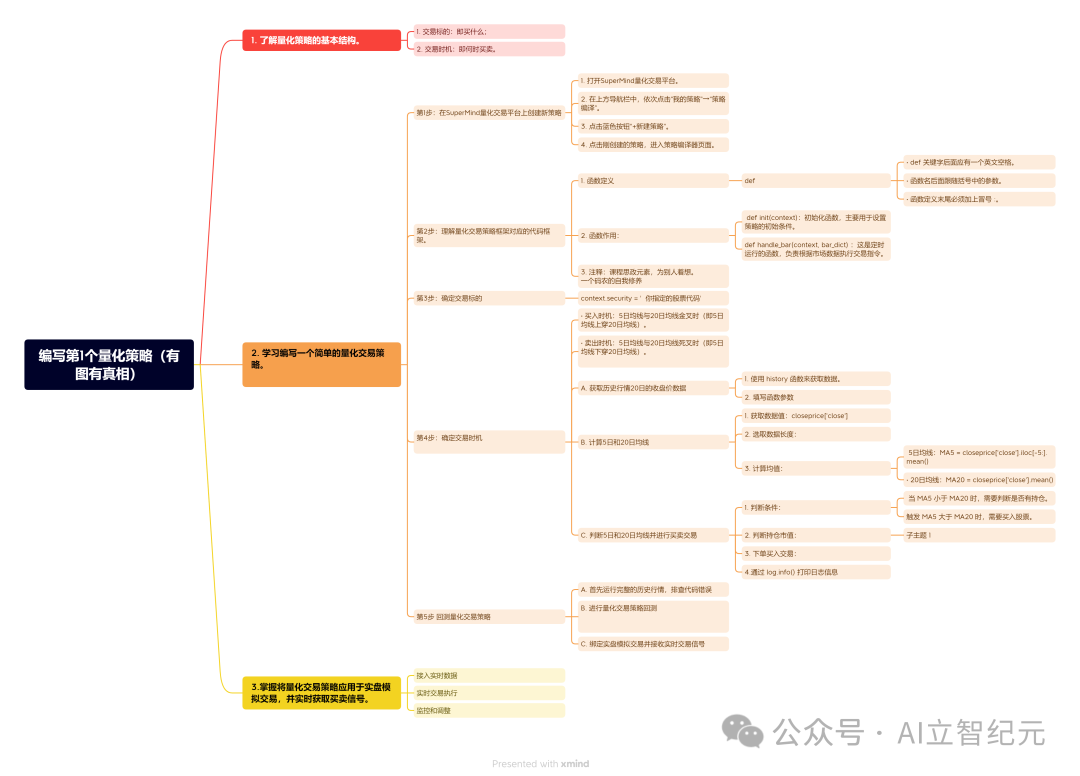 编写第1个量化策略（有
图有真相）
1. 了解量化策略的基本结构。
1. 交易标的：即买什么；
2. 交易时机：即何时买卖。
2. 学习编写一个简单的量化交易策
略。
第1步：在SuperMind量化交易平台上创建新策略
1. 打开SuperMind量化交易平台。
2. 在上方导航栏中，依次点击“我的策略”→“策略
编译”。
3. 点击蓝色按钮“+新建策略”。
4. 点击刚创建的策略，进入策略编译器页面。
第2步：理解量化交易策略框架对应的代码框
架。
1. 函数定义
def
• def 关键字后面应有一个英文空格。
• 函数名后面跟随括号中的参数。
• 函数定义末尾必须加上冒号 :。
2. 函数作用：
def init(context)：初始化函数，主要用于设置
策略的初始条件。
def handle_bar(context, bar_dict) ：这是定时
运行的函数，负责根据市场数据执行交易指令。
3. 注释：课程思政元素，为别人着想。
一个码农的自我修养
第3步：确定交易标的
context.security = ' 你指定的股票代码'
第4步：确定交易时机
• 买入时机：5日均线与20日均线金叉时（即5日
均线上穿20日均线）。
• 卖出时机：5日均线与20日均线死叉时（即5日
均线下穿20日均线）。
A. 获取历史行情20日的收盘价数据
1. 使用 history 函数来获取数据。
2. 填写函数参数
B. 计算5日和20日均线
1. 获取数据值：closeprice['close']
2. 选取数据长度：
3. 计算均值：
5日均线：MA5 = closeprice['close'].iloc[-5:].
mean()
• 20日均线：MA20 = closeprice['close'].mean()
C. 判断5日和20日均线并进行买卖交易
1. 判断条件：
当 MA5 小于 MA20 时，需要判断是否有持仓。
触发 MA5 大于 MA20 时，需要买入股票。
2. 判断持仓市值：
子主题 1
3. 下单买入交易：
4.通过 log.info() 打印日志信息
第5步 回测量化交易策略
A. 首先运行完整的历史行情，排查代码错误
B. 进行量化交易策略回测
C. 绑定实盘模拟交易并接收实时交易信号
3.掌握将量化交易策略应用于实盘模
拟交易，并实时获取买卖信号。
接入实时数据
实时交易执行
监控和调整
公众号 · AI立智纪元
Presented with xmind